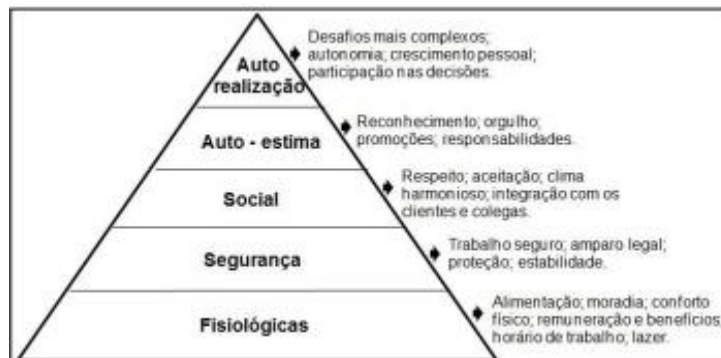 Auto
realização
Desafios mais complexos;
autonomia; crescimento pessoal;
participação nas decisões.
Auto - estima
Reconhecimento; orgulho;
promoções; responsabilidades.
Social
Respeito; aceitação; clima
harmonioso; integração com os
clientes e colegas.
Segurança
Trabalho seguro; amparo legal;
proteção; estabilidade.
Fisiológicas
Alimentação; moradia; conforto
físico; remuneração e benefícios;
horário de trabalho; lazer.